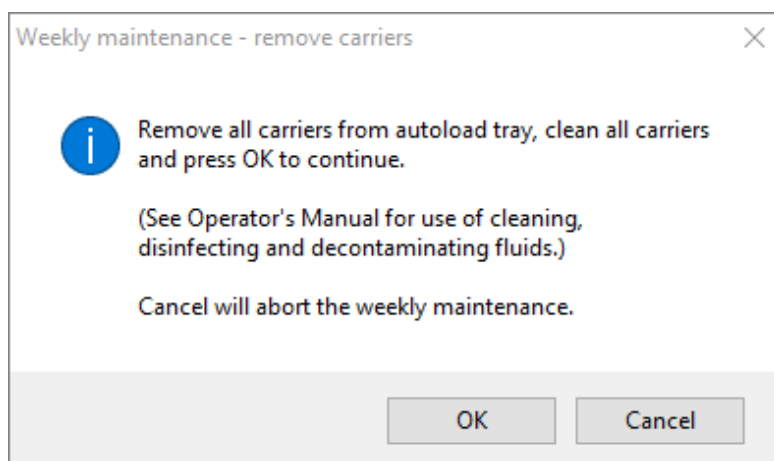 Weekly maintenance - remove carriers
Remove all carriers from autoload tray, clean all carriers
and press OK to continue.
(See Operator's Manual for use of cleaning,
disinfecting and decontaminating fluids.)
Cancel will abort the weekly maintenance.
OK
Cancel